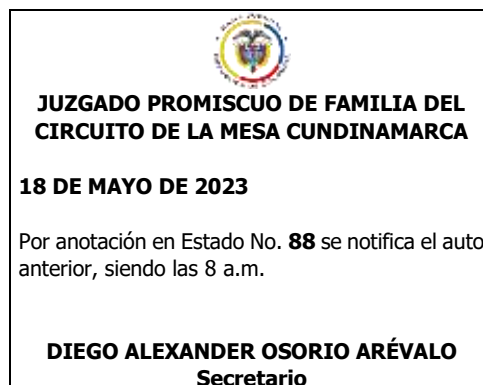 JUZGADO PROMISCUO DE FAMILIA DEL
CIRCUITO DE LA MESA CUNDINAMARCA
18 DE MAYO DE 2023
Por anotación en Estado No. 88 se notifica el auto
anterior, siendo las 8 a.m.
DIEGO ALEXANDER OSORIO ARÉVALO
Secretario